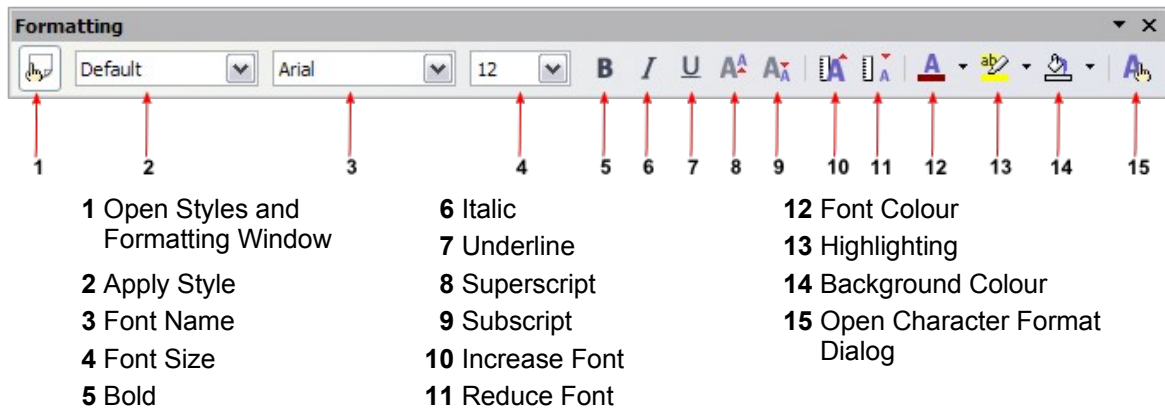 Formatting
Default Arial 12 B I U A A A A A ab A
1 2 3 4 5 6 7 8 9 10 11 12 13 14 15
1 Open Styles and
Formatting Window
2 Apply Style
3 Font Name
4 Font Size
5 Bold
6 Italic
7 Underline
8 Superscript
9 Subscript
10 Increase Font
11 Reduce Font
12 Font Colour
13 Highlighting
14 Background Colour
15 Open Character Format
Dialog